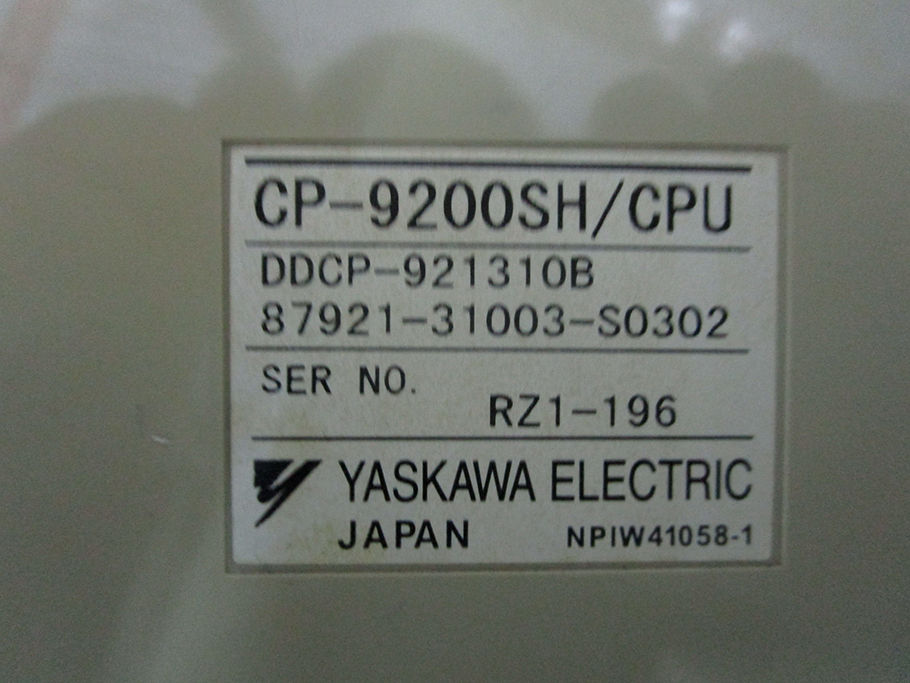 CP-9200SH/CPU
DDCP-921310B
87921-31003-S0302
SER NO.
RZ1-196
YASKAWA ELECTRIC
JAPAN NPIW41058-1